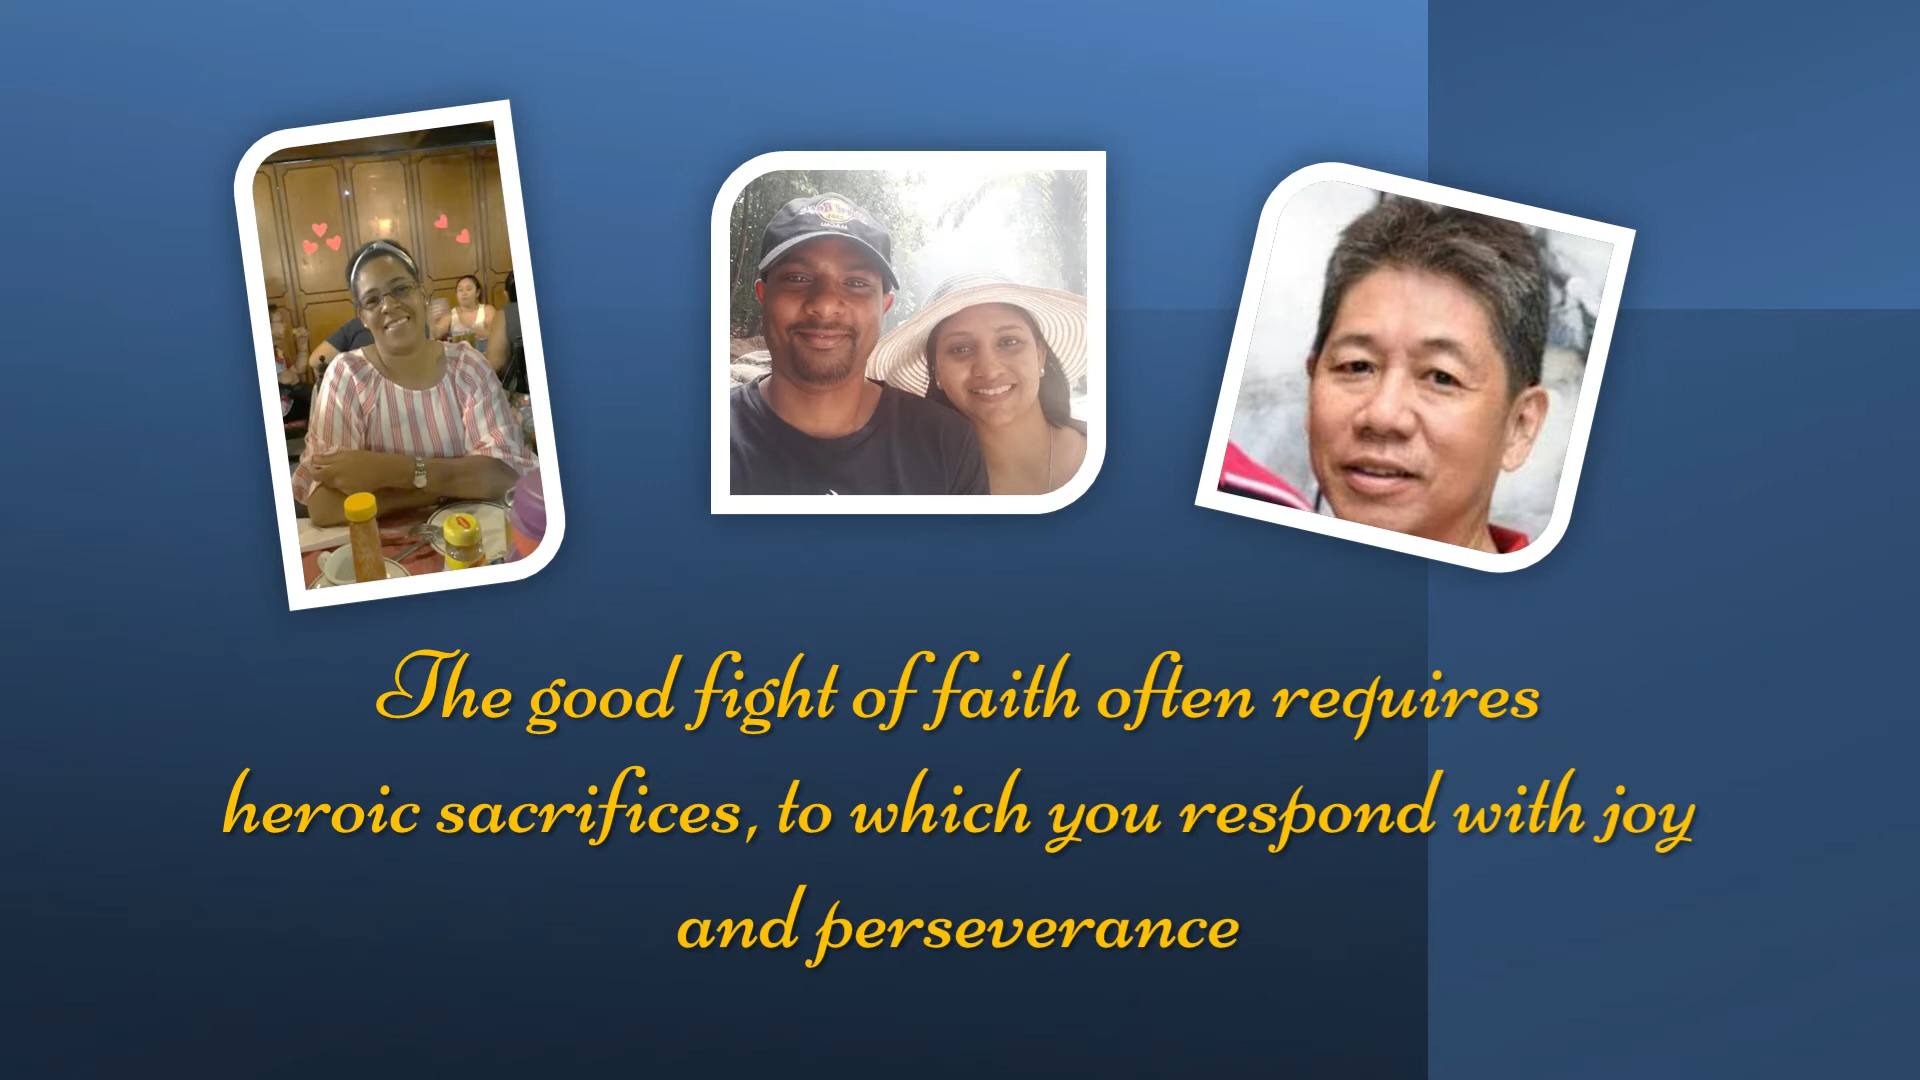 The good fight of faith often requires
heroic sacrifices, to which you respond with joy
and perseverance